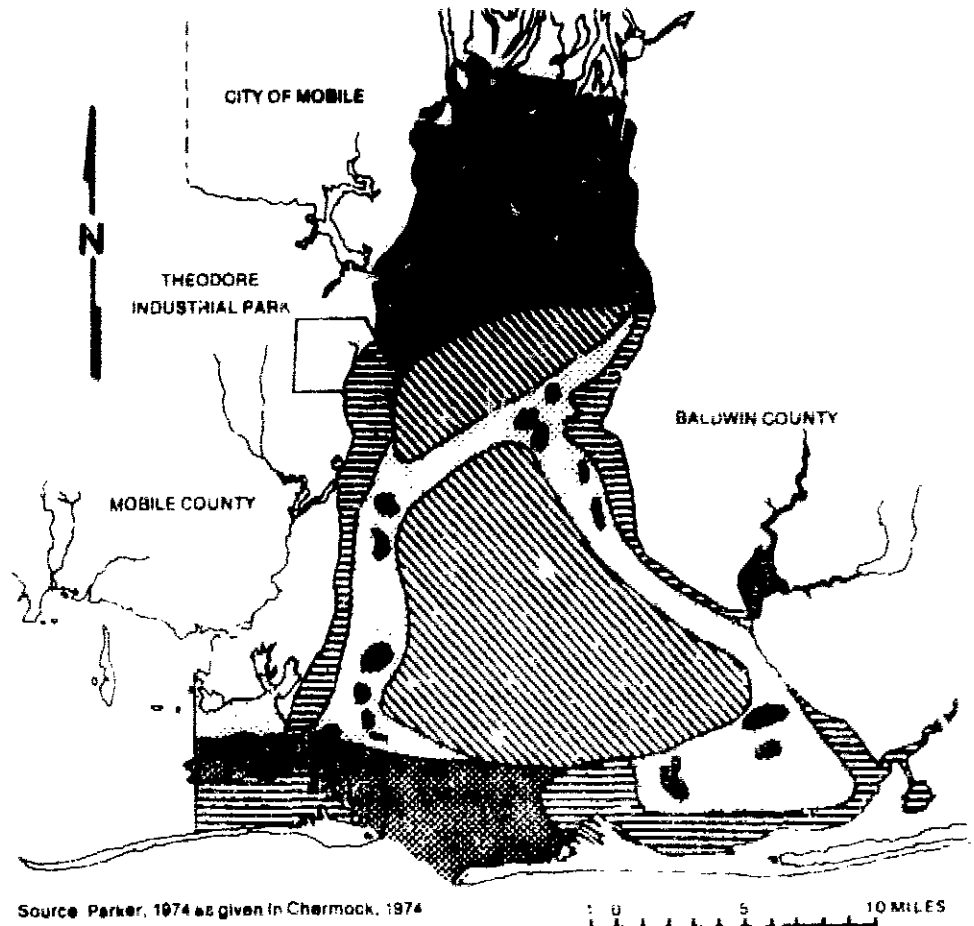 CITY OF MOBILE
N
THEODORE
INDUSTRIAL PARK
BALDWIN COUNTY
MOBILE COUNTY
Source Parker, 1974 as given in Chermock, 1974
1 0 5 10 MILES